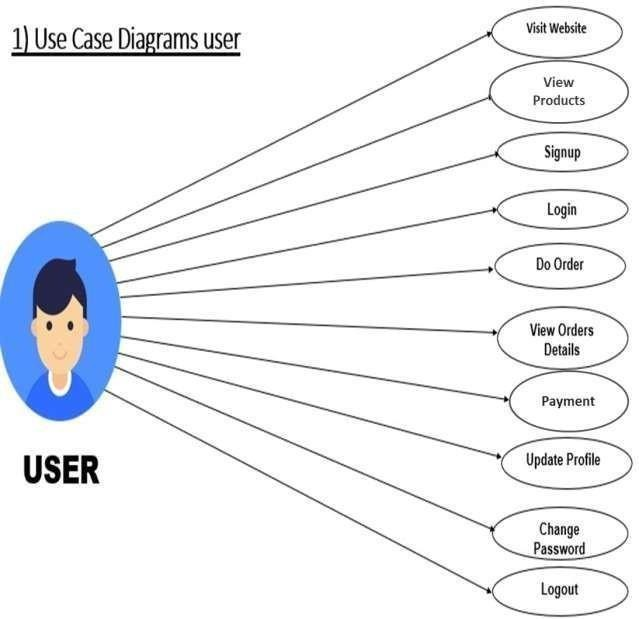 1) Use Case Diagrams user
Visit Website
View
Products
Signup
Login
Do Order
View Orders
Details
Payment
Update Profile
Change
Password
Logout
USER